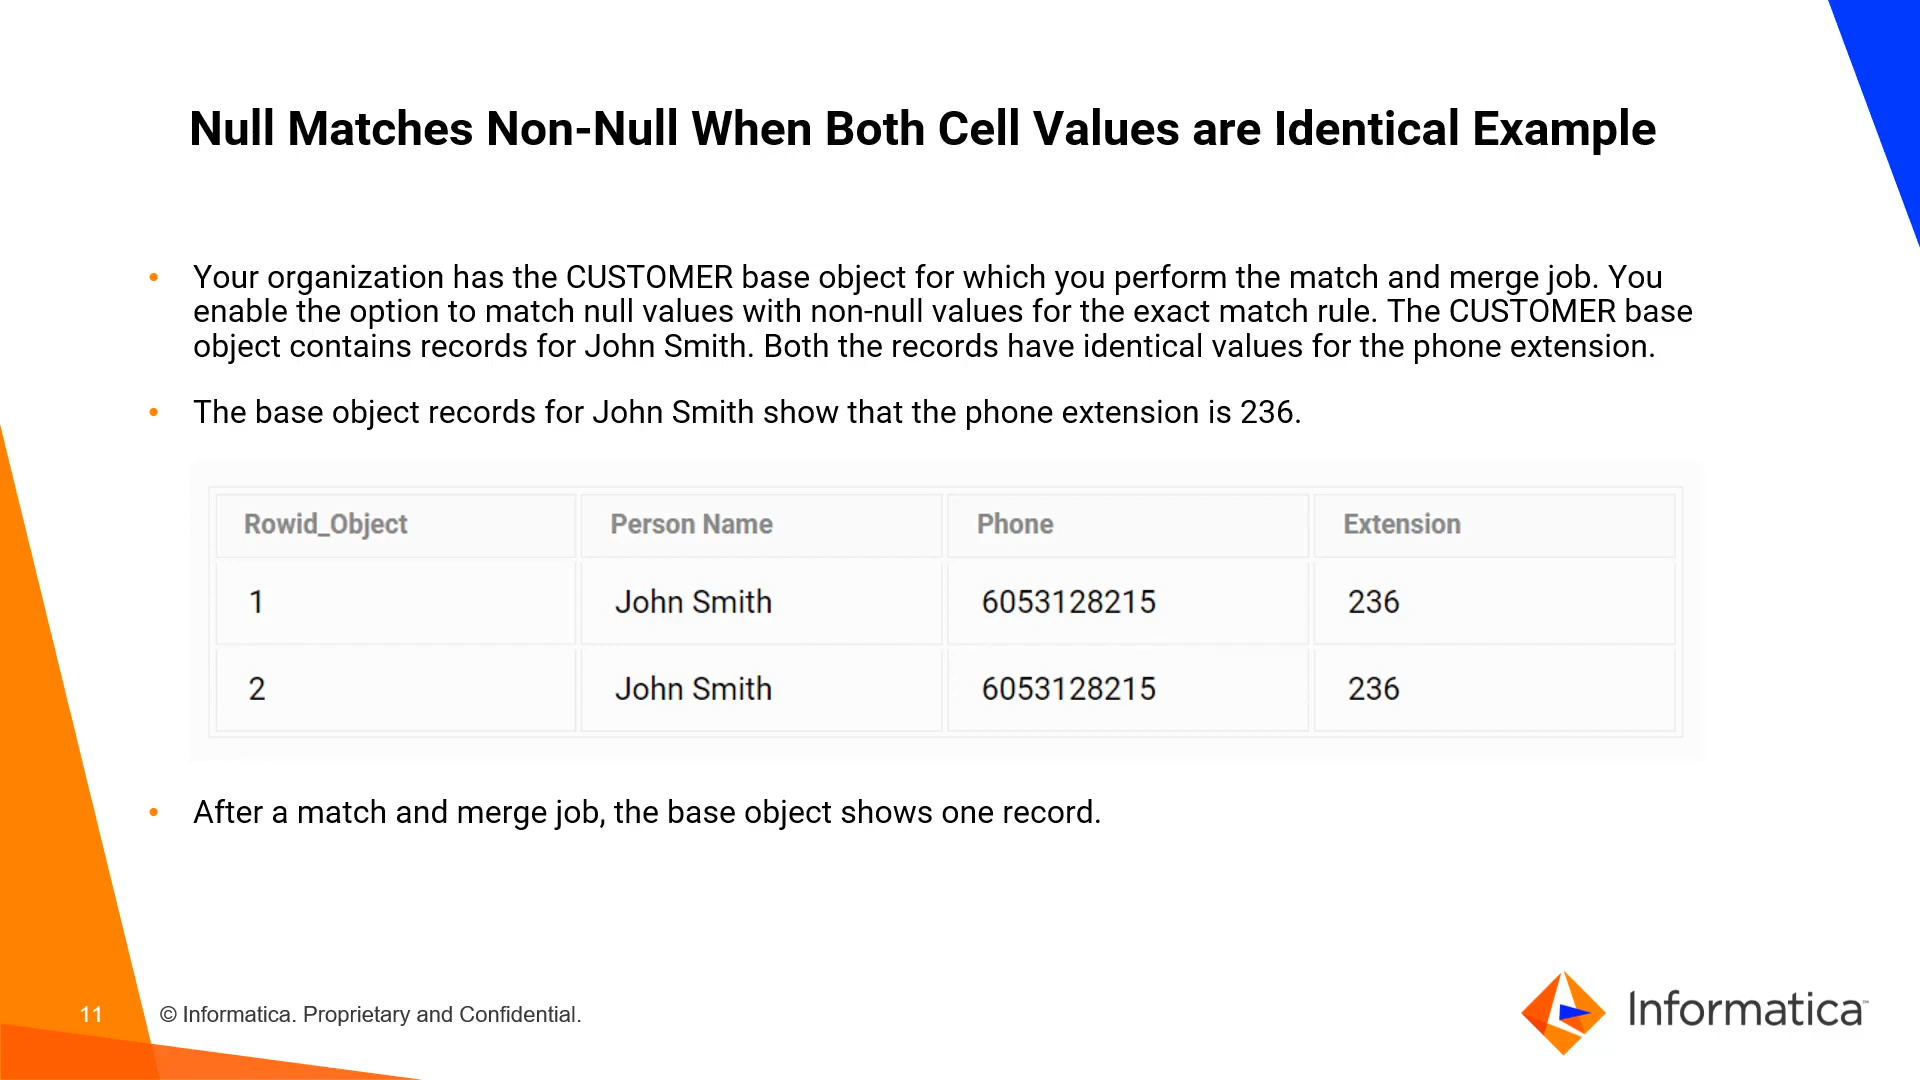 Null Matches Non-Null When Both Cell Values are Identical Example
• Your organization has the CUSTOMER base object for which you perform the match and merge job. You
enable the option to match null values with non-null values for the exact match rule. The CUSTOMER base
object contains records for John Smith. Both the records have identical values for the phone extension.
• The base object records for John Smith show that the phone extension is 236.
Rowid_Object Person Name Phone Extension
1 John Smith 6053128215 236
2 John Smith 6053128215 236
• After a match and merge job, the base object shows one record.
11 © Informatica. Proprietary and Confidential.
Informatica™